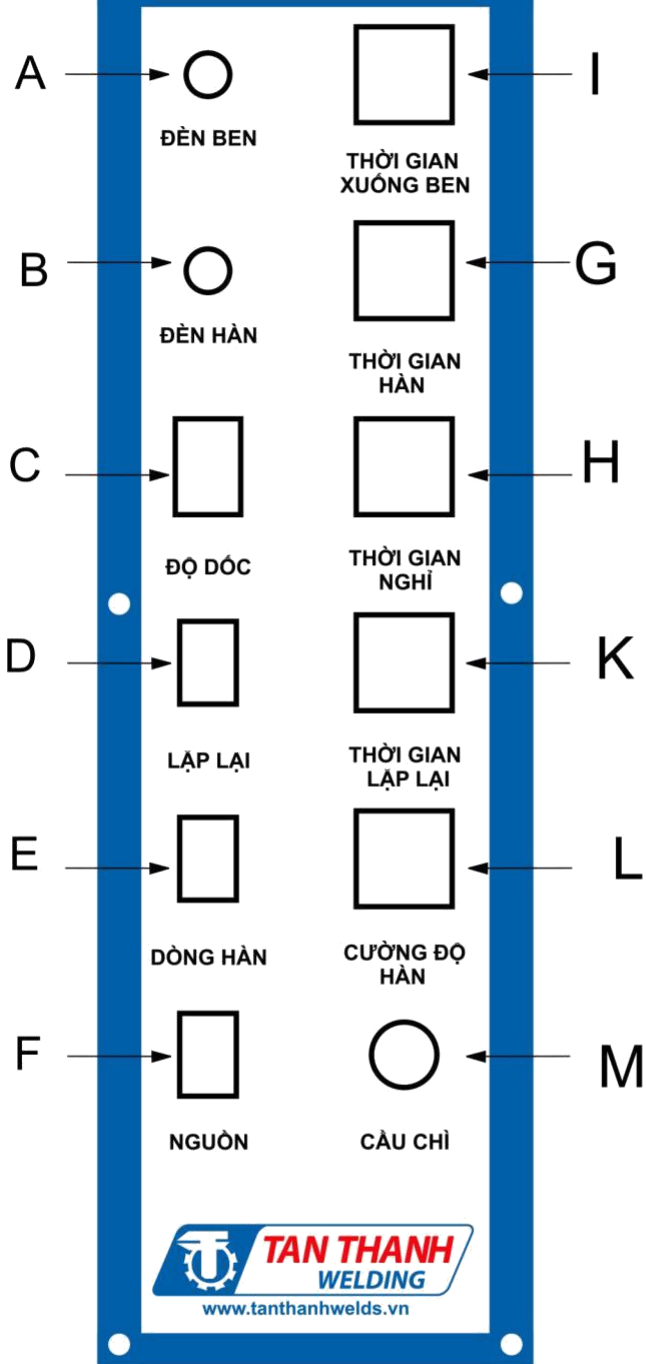 A
ĐÈN BEN
I
THỜI GIAN
XUỐNG BEN
B
ĐÈN HÀN
G
THỜI GIAN
HÀN
C
ĐỘ DỐC
H
THỜI GIAN
NGHỈ
D
LẶP LẠI
K
THỜI GIAN
LẶP LẠI
E
DÒNG HÀN
L
CƯỜNG ĐỘ
HÀN
F
NGUỒN
M
CẦU CHÌ
TAN THANH
WELDING
www.tanthanhwelds.vn